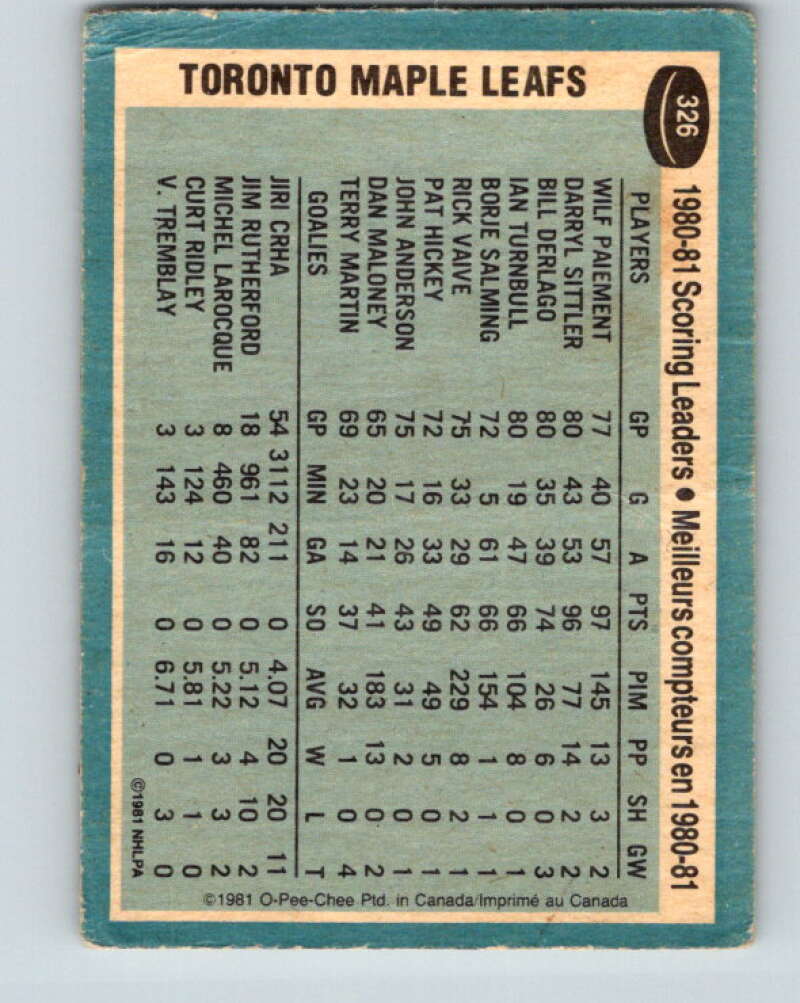 TORONTO MAPLE LEAFS
326
1980-81 Scoring Leaders • Meilleurs compteurs en 1980-81
PLAYERS GP G A PTS PIM PP SH GW
WILF PAIEMENT 77 40 57 97 145 13 3 2
DARRYL SITTLER 80 43 53 96 77 14 2 2
BILL DERLAGO 80 35 39 74 26 6 0 3
IAN TURNBULL 80 19 47 66 104 8 0 1
BORJE SALMING 72 5 61 66 154 1 1 1
RICK VAIVE 75 33 29 62 229 8 2 1
PAT HICKEY 72 16 33 49 49 5 0 1
JOHN ANDERSON 75 17 26 43 31 2 0 1
DAN MALONEY 65 20 21 41 183 13 0 2
TERRY MARTIN 69 23 14 37 32 1 0 4
GOALIES GP MIN GA SO AVG W L T
JIRI CRHA 54 3112 211 0 4.07 20 20 11
JIM RUTHERFORD 18 961 82 0 5.12 4 10 2
MICHEL LAROCQUE 8 460 40 0 5.22 3 3 2
CURT RIDLEY 3 124 12 0 5.81 1 1 0
V. TREMBLAY 3 143 16 0 6.71 0 3 0
©1981 NHLPA
©1981 O-Pee-Chee Ptd. in Canada/Imprimé au Canada